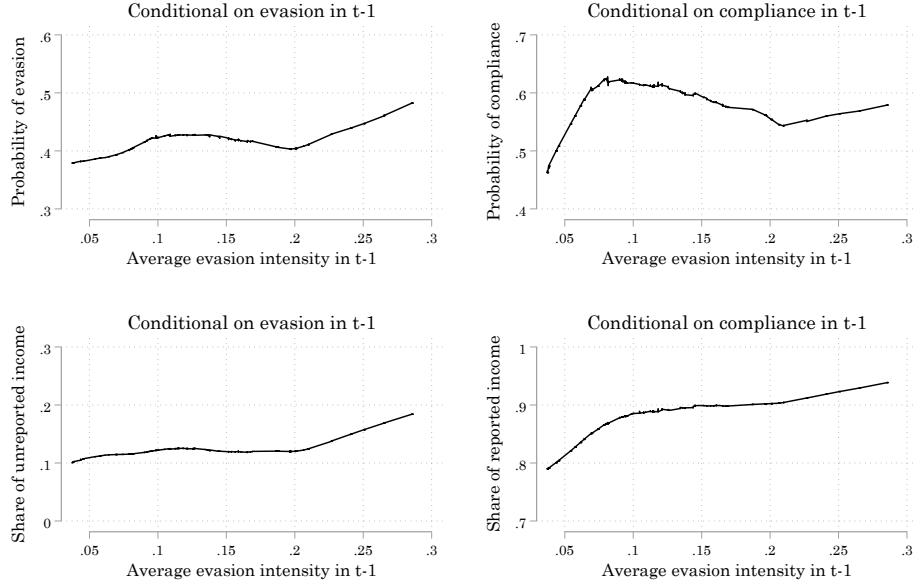 Conditional on evasion in t-1
Probability of evasion
.6
.5
.4
.3
.05 .1 .15 .2 .25 .3
Average evasion intensity in t-1
Conditional on compliance in t-1
Probability of compliance
.7
.6
.5
.4
.05 .1 .15 .2 .25 .3
Average evasion intensity in t-1
Conditional on evasion in t-1
Share of unreported income
.3
.2
.1
0
.05 .1 .15 .2 .25 .3
Average evasion intensity in t-1
Conditional on compliance in t-1
Share of reported income
1
.9
.8
.7
.05 .1 .15 .2 .25 .3
Average evasion intensity in t-1